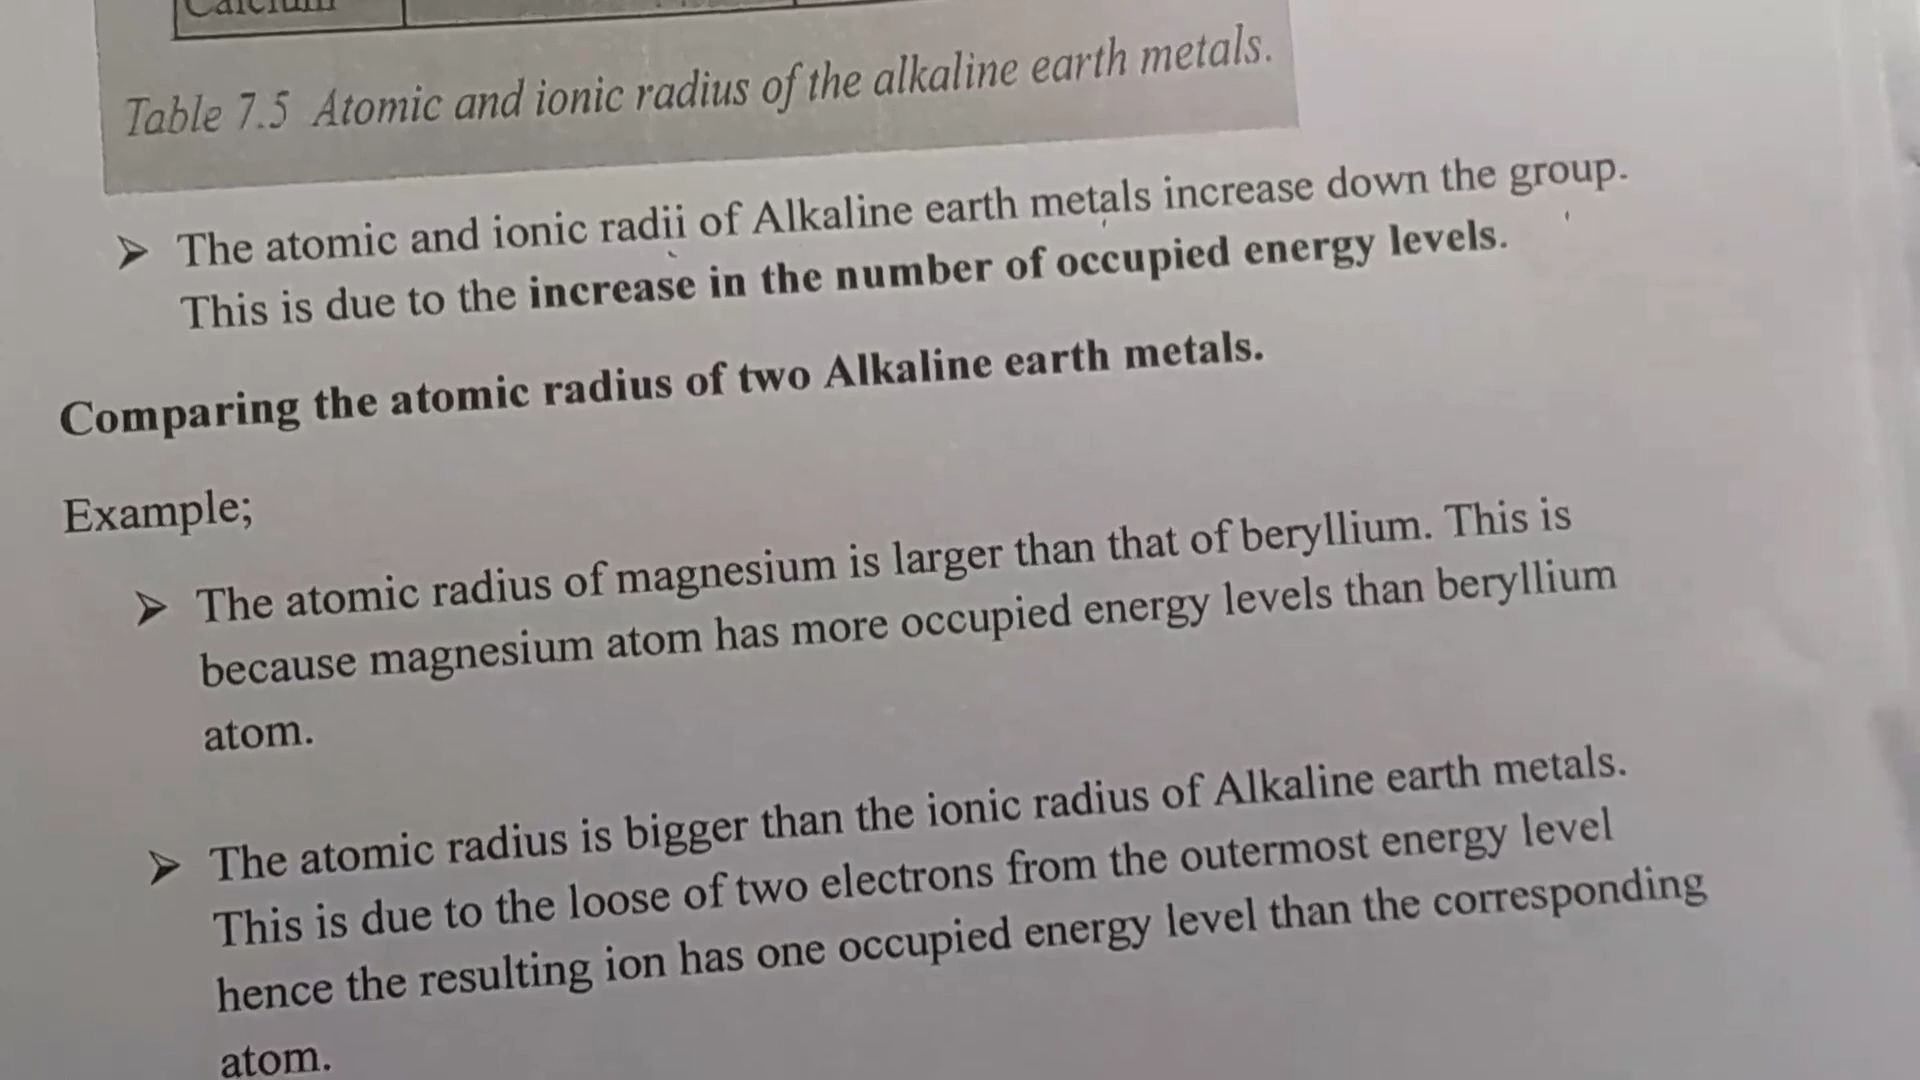 Calcium
Table 7.5 Atomic and ionic radius of the alkaline earth metals.
➤ The atomic and ionic radii of Alkaline earth metals increase down the group.
This is due to the increase in the number of occupied energy levels.
Comparing the atomic radius of two Alkaline earth metals.
Example;
➤ The atomic radius of magnesium is larger than that of beryllium. This is
because magnesium atom has more occupied energy levels than beryllium
atom.
➤ The atomic radius is bigger than the ionic radius of Alkaline earth metals.
This is due to the loose of two electrons from the outermost energy level
hence the resulting ion has one occupied energy level than the corresponding
atom.